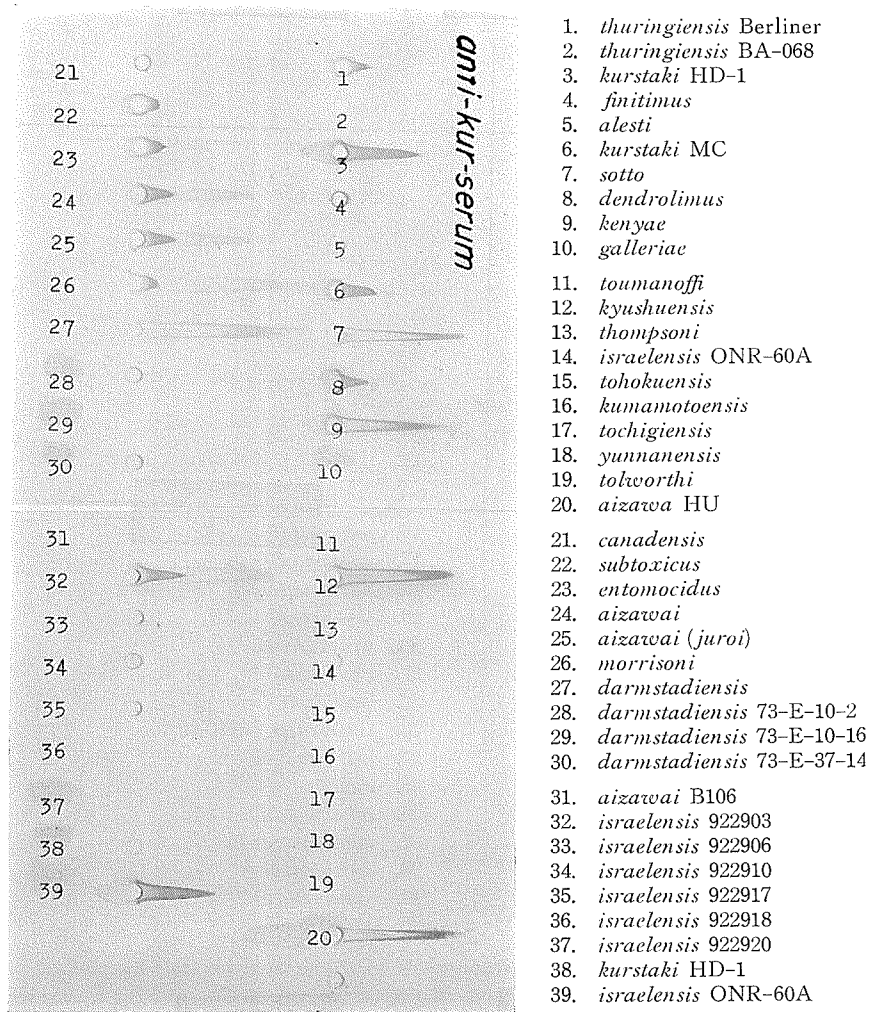 anti-kur-serum
21
22
23
24
25
26
27
28
29
30
31
32
33
34
35
36
37
38
39
1
2
3
4
5
6
7
8
9
10
11
12
13
14
15
16
17
18
19
20
1. thuringiensis Berliner
2. thuringiensis BA-068
3. kurstaki HD-1
4. finitimus
5. alesti
6. kurstaki MC
7. sotto
8. dendrolimus
9. kenyae
10. galleriae
11. toumanoffi
12. kyushuensis
13. thompsoni
14. israelensis ONR-60A
15. tohokuensis
16. kumamotoensis
17. tochigiensis
18. yunnanensis
19. tolworthi
20. aizawa HU
21. canadensis
22. subtoxicus
23. entomocidus
24. aizawai
25. aizawai (juroi)
26. morrisoni
27. darmstadiensis
28. darmstadiensis 73-E-10-2
29. darmstadiensis 73-E-10-16
30. darmstadiensis 73-E-37-14
31. aizawai B106
32. israelensis 922903
33. israelensis 922906
34. israelensis 922910
35. israelensis 922917
36. israelensis 922918
37. israelensis 922920
38. kurstaki HD-1
39. israelensis ONR-60A